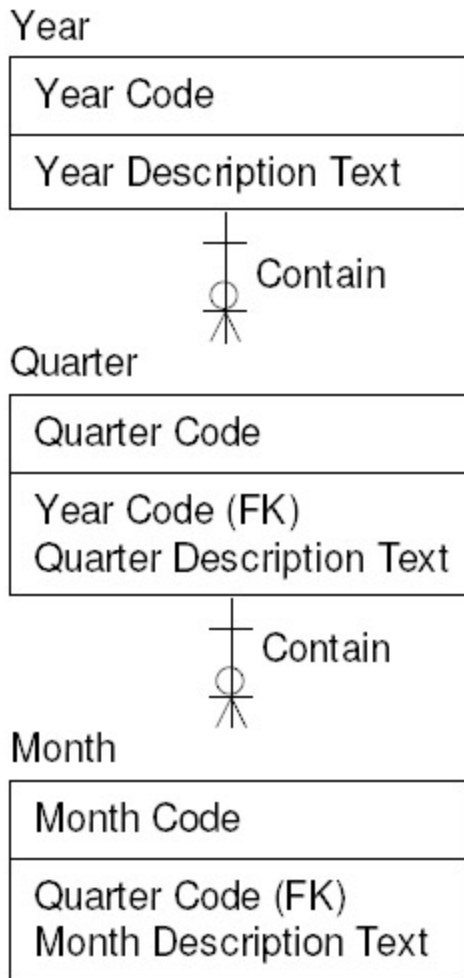 Year
Year Code
Year Description Text
Contain
Quarter
Quarter Code
Year Code (FK)
Quarter Description Text
Contain
Month
Month Code
Quarter Code (FK)
Month Description Text